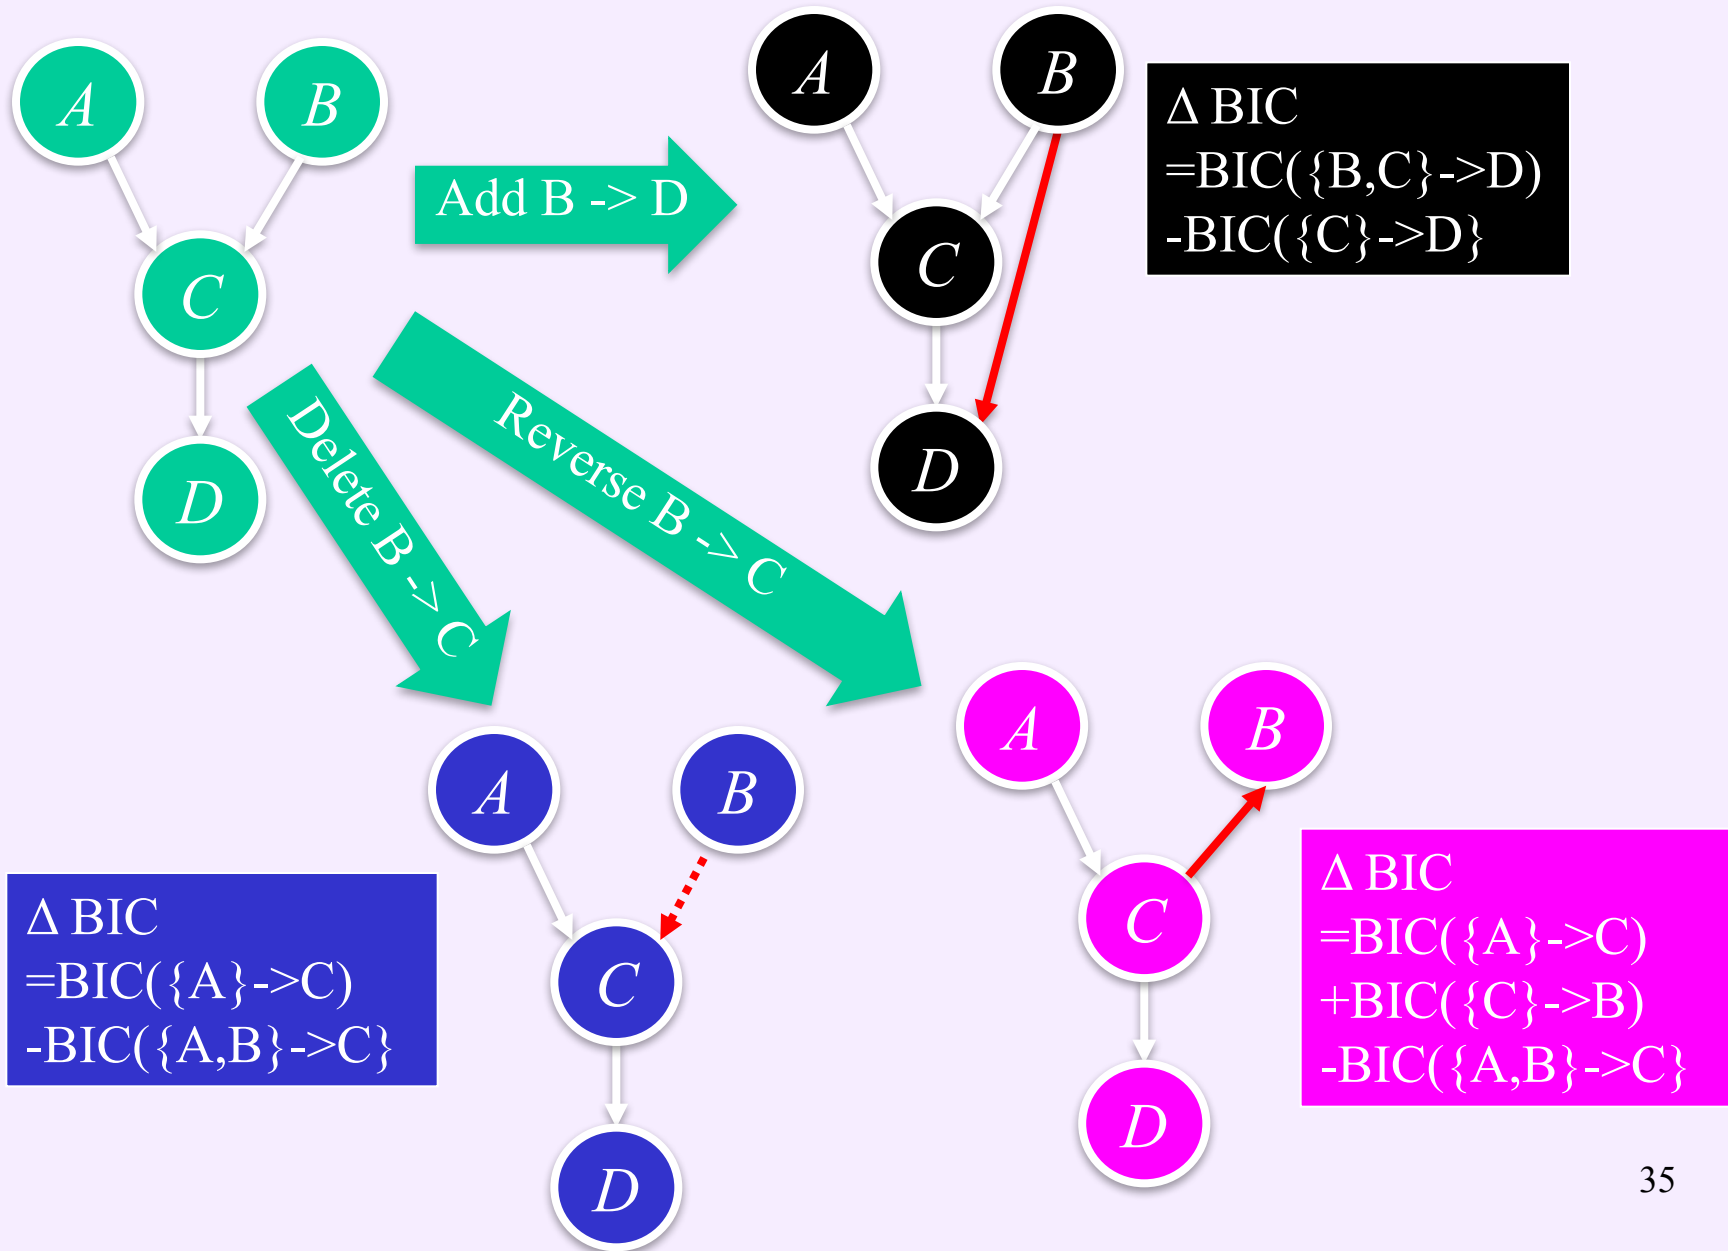 A
B
C
D
Add B -> D
A
B
C
D
Δ BIC
=BIC({B,C}->D)
-BIC({C}->D}
Delete B -> C
Reverse B -> C
A
B
C
D
Δ BIC
=BIC({A}->C)
-BIC({A,B}->C}
A
B
C
D
Δ BIC
=BIC({A}->C)
+BIC({C}->B)
-BIC({A,B}->C}
35